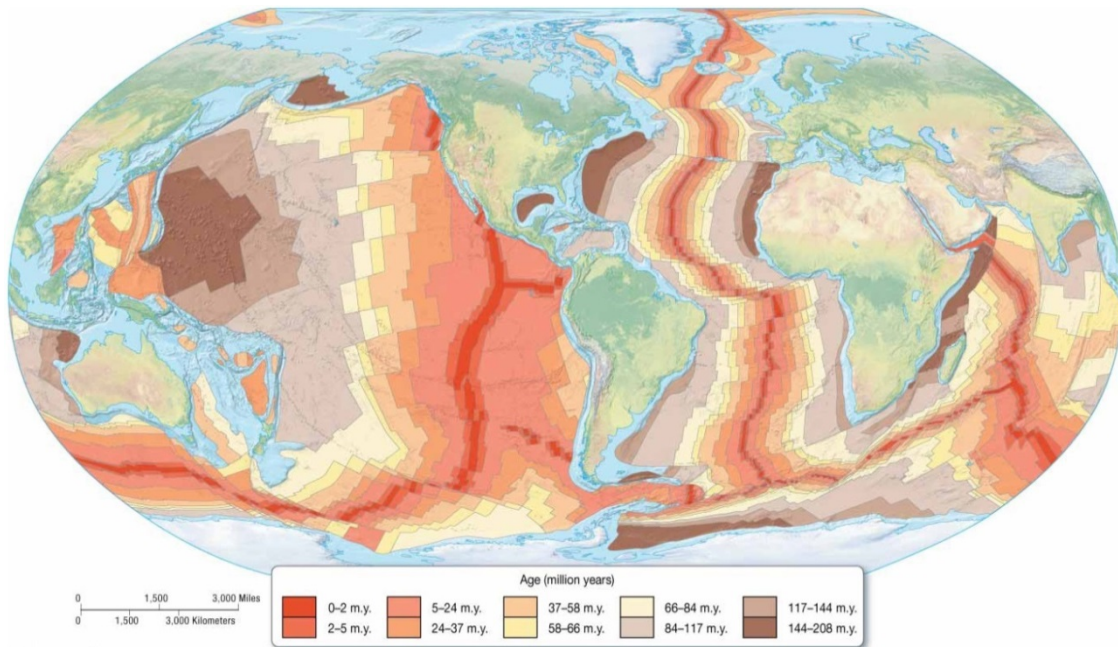 0 1,500 3,000 Miles
0 1,500 3,000 Kilometers
Age (million years)
0–2 m.y. 5–24 m.y. 37–58 m.y. 66–84 m.y. 117–144 m.y.
2–5 m.y. 24–37 m.y. 58–66 m.y. 84–117 m.y. 144–208 m.y.